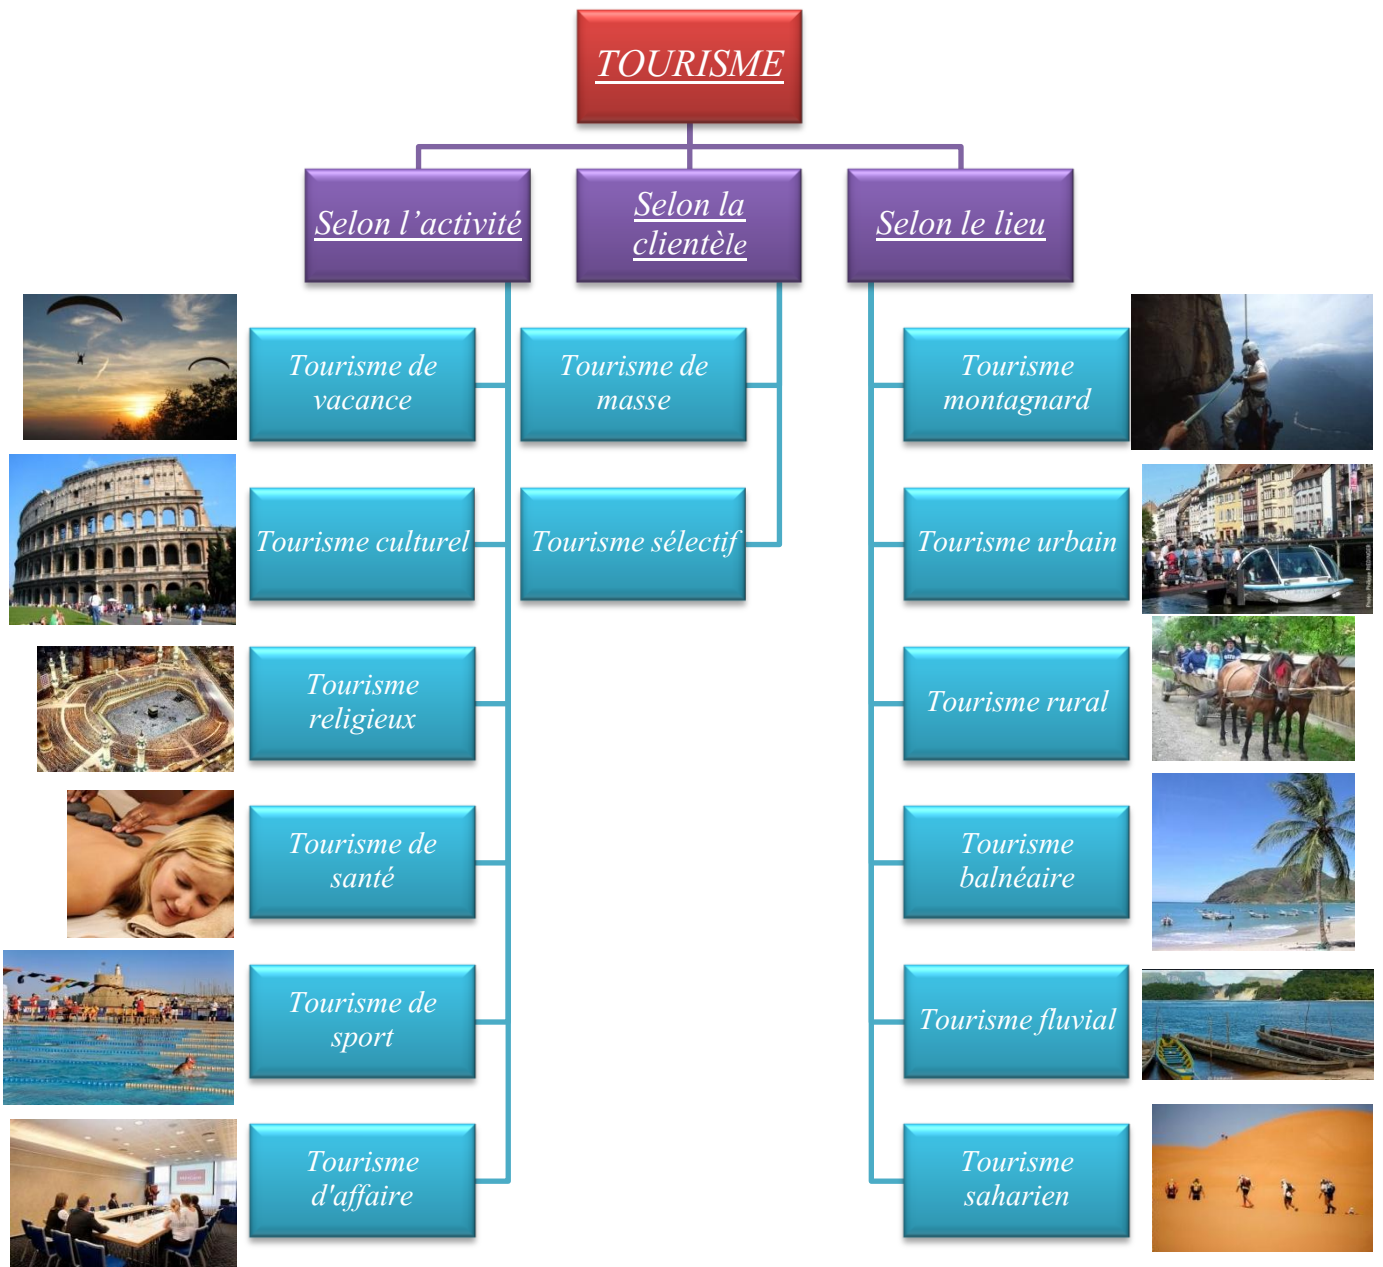 TOURISME
Selon l’activité
Selon la
clientèle
Selon le lieu
Tourisme de
vacance
Tourisme culturel
Tourisme
religieux
Tourisme de
santé
Tourisme de
sport
Tourisme
d'affaire
Tourisme de
masse
Tourisme sélectif
Tourisme
montagnard
Tourisme urbain
Tourisme rural
Tourisme
balnéaire
Tourisme fluvial
Tourisme
saharien